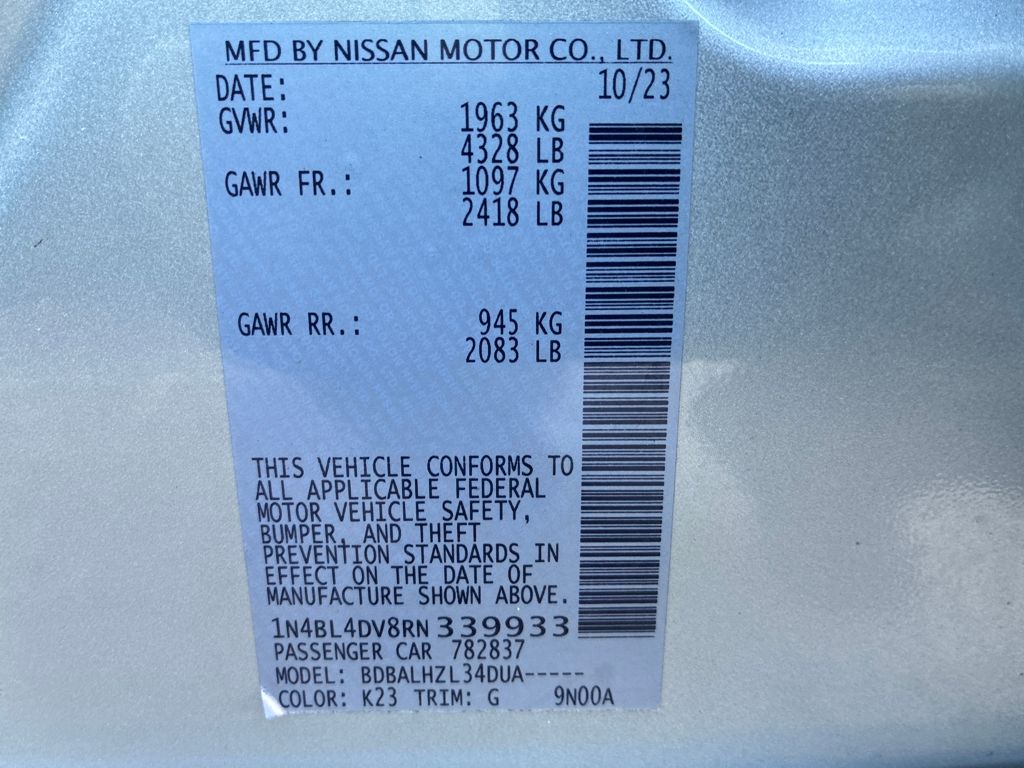 MFD BY NISSAN MOTOR CO., LTD.
DATE: 10/23
GVWR: 1963 KG
4328 LB
GAWR FR.: 1097 KG
2418 LB
GAWR RR.: 945 KG
2083 LB
THIS VEHICLE CONFORMS TO
ALL APPLICABLE FEDERAL
MOTOR VEHICLE SAFETY,
BUMPER, AND THEFT
PREVENTION STANDARDS IN
EFFECT ON THE DATE OF
MANUFACTURE SHOWN ABOVE.
1N4BL4DV8RN 339933
PASSENGER CAR 782837
MODEL: BDBALHZL34DUA-----
COLOR: K23 TRIM: G 9N00A